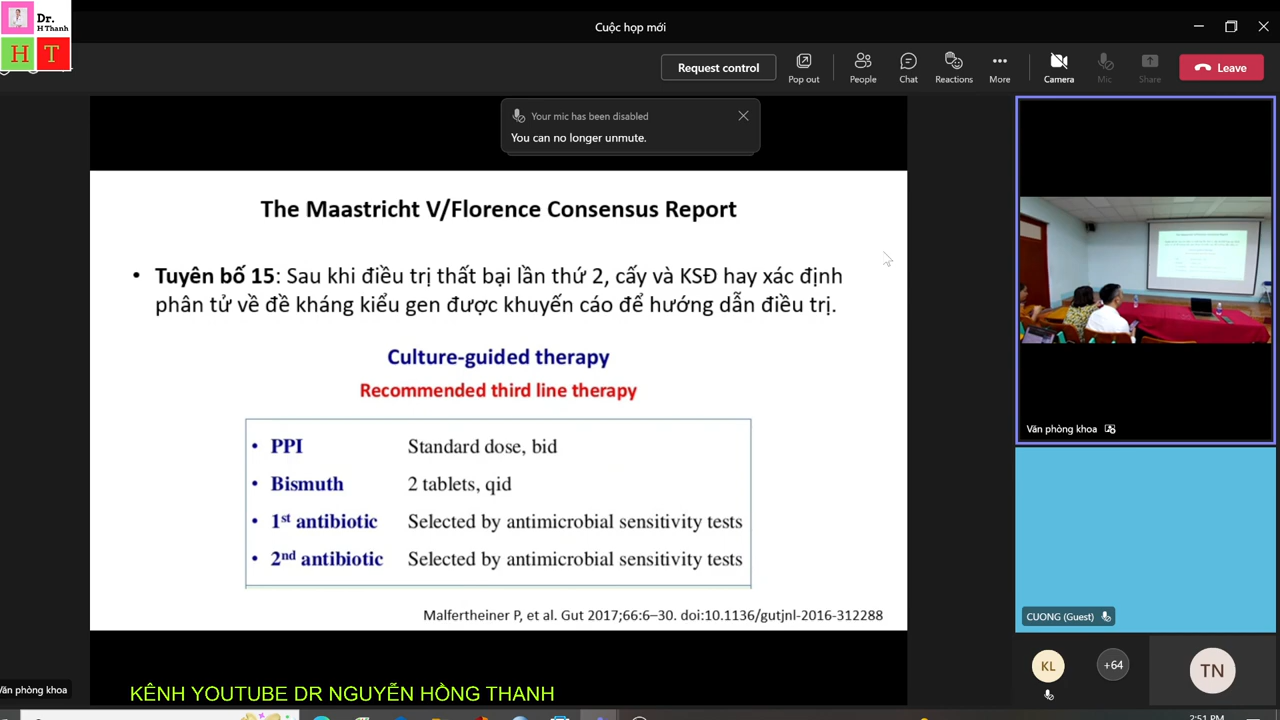 Dr.
H Thanh
H T
Cuộc họp mới
Request control
Pop out
People
Chat
Reactions
More
Camera
Mic
Share
Leave
Your mic has been disabled
You can no longer unmute.
The Maastricht V/Florence Consensus Report
• Tuyên bố 15: Sau khi điều trị thất bại lần thứ 2, cấy và KSĐ hay xác định
phân tử về đề kháng kiểu gen được khuyến cáo để hướng dẫn điều trị.
Culture-guided therapy
Recommended third line therapy
• PPI Standard dose, bid
• Bismuth 2 tablets, qid
• 1st antibiotic Selected by antimicrobial sensitivity tests
• 2nd antibiotic Selected by antimicrobial sensitivity tests
Malfertheiner P, et al. Gut 2017;66:6–30. doi:10.1136/gutjnl-2016-312288
Văn phòng khoa
CUONG (Guest)
KL
+64
TN
Văn phòng khoa
KÊNH YOUTUBE DR NGUYỄN HỒNG THANH
2:51 PM